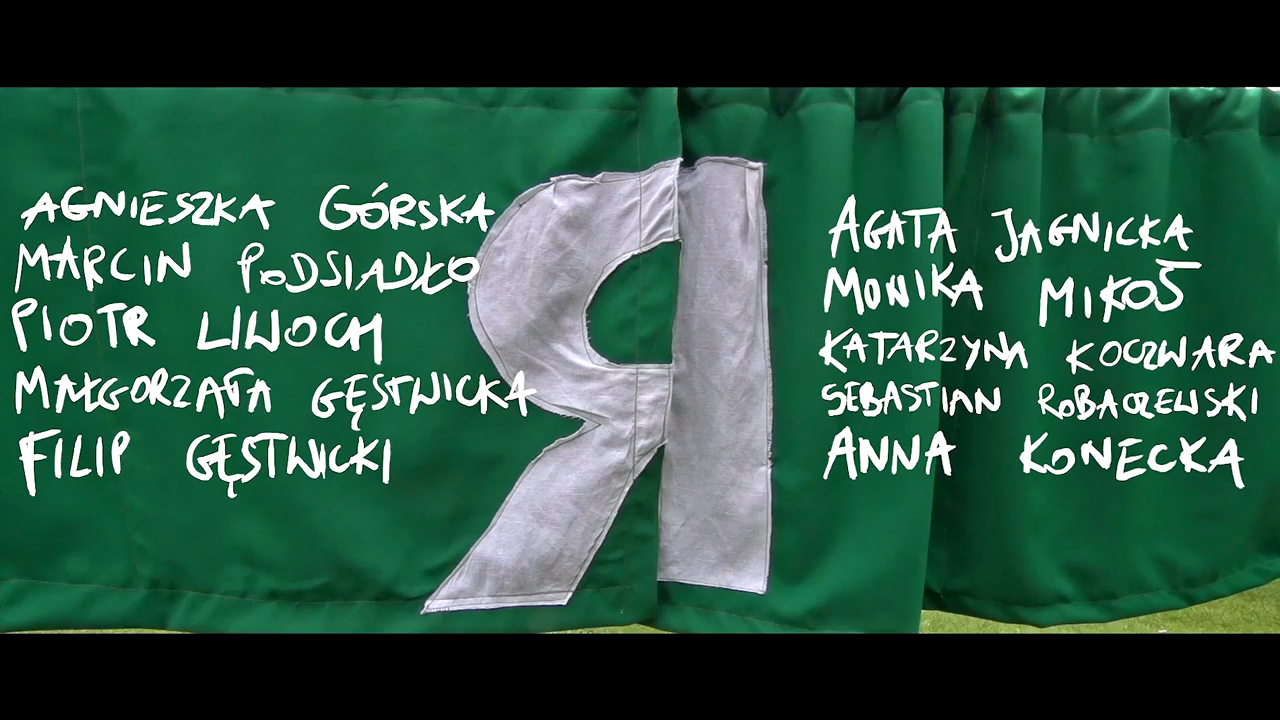 AGNIESZKA GÓRSKA
MARCIN PODSIADŁO
PIOTR LIWOCH
MAŁGORZATA GĘSTWICKA
FILIP GĘSTWICKI
Я
AGATA JAGNICKA
MONIKA MIKOŚ
KATARZYNA KOCZWARA
SEBASTIAN ROBACZEWSKI
ANNA KONECKA